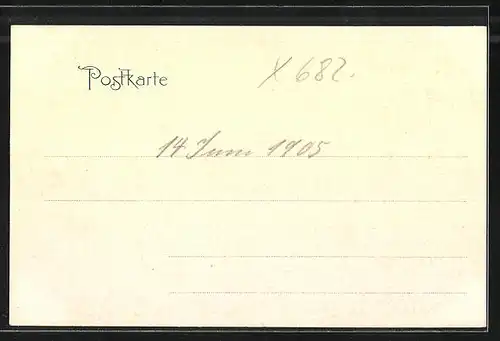 Postkarte
X 682.
14 Juni 1905